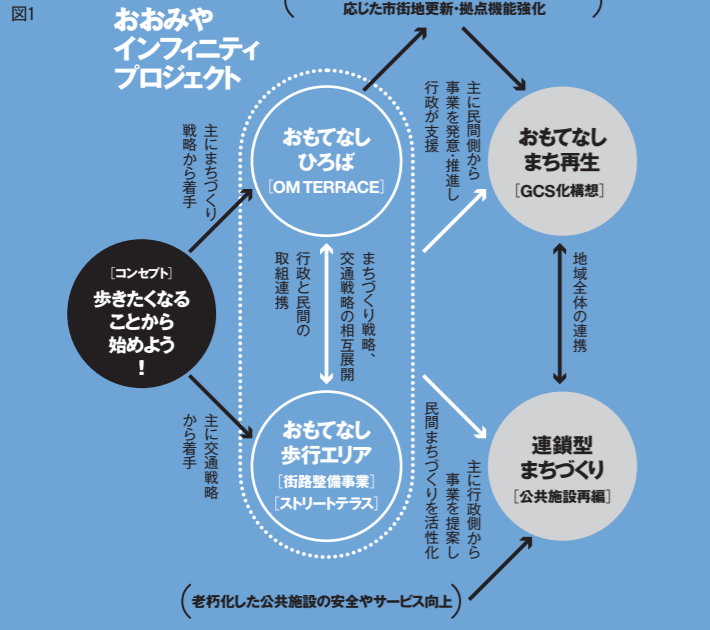 図1
おおみや
インフィニティ
プロジェクト
応じた市街地更新・拠点機能強化
主にまちづくり
戦略から着手
おもてなし
ひろば
[OM TERRACE]
主に民間側から
事業を発意・推進し
行政が支援
おもてなし
まち再生
[GCS化構想]
[コンセプト]
歩きたくなる
ことから
始めよう
!
まちづくり戦略、
交通戦略の相互展開
行政と民間の
取組連携
地域全体の連携
主に交通戦略
から着手
おもてなし
歩行エリア
[街路整備事業]
[ストリートテラス]
主に行政側から
事業を提案し
民間まちづくりを活性化
連鎖型
まちづくり
[公共施設再編]
(老朽化した公共施設の安全やサービス向上)